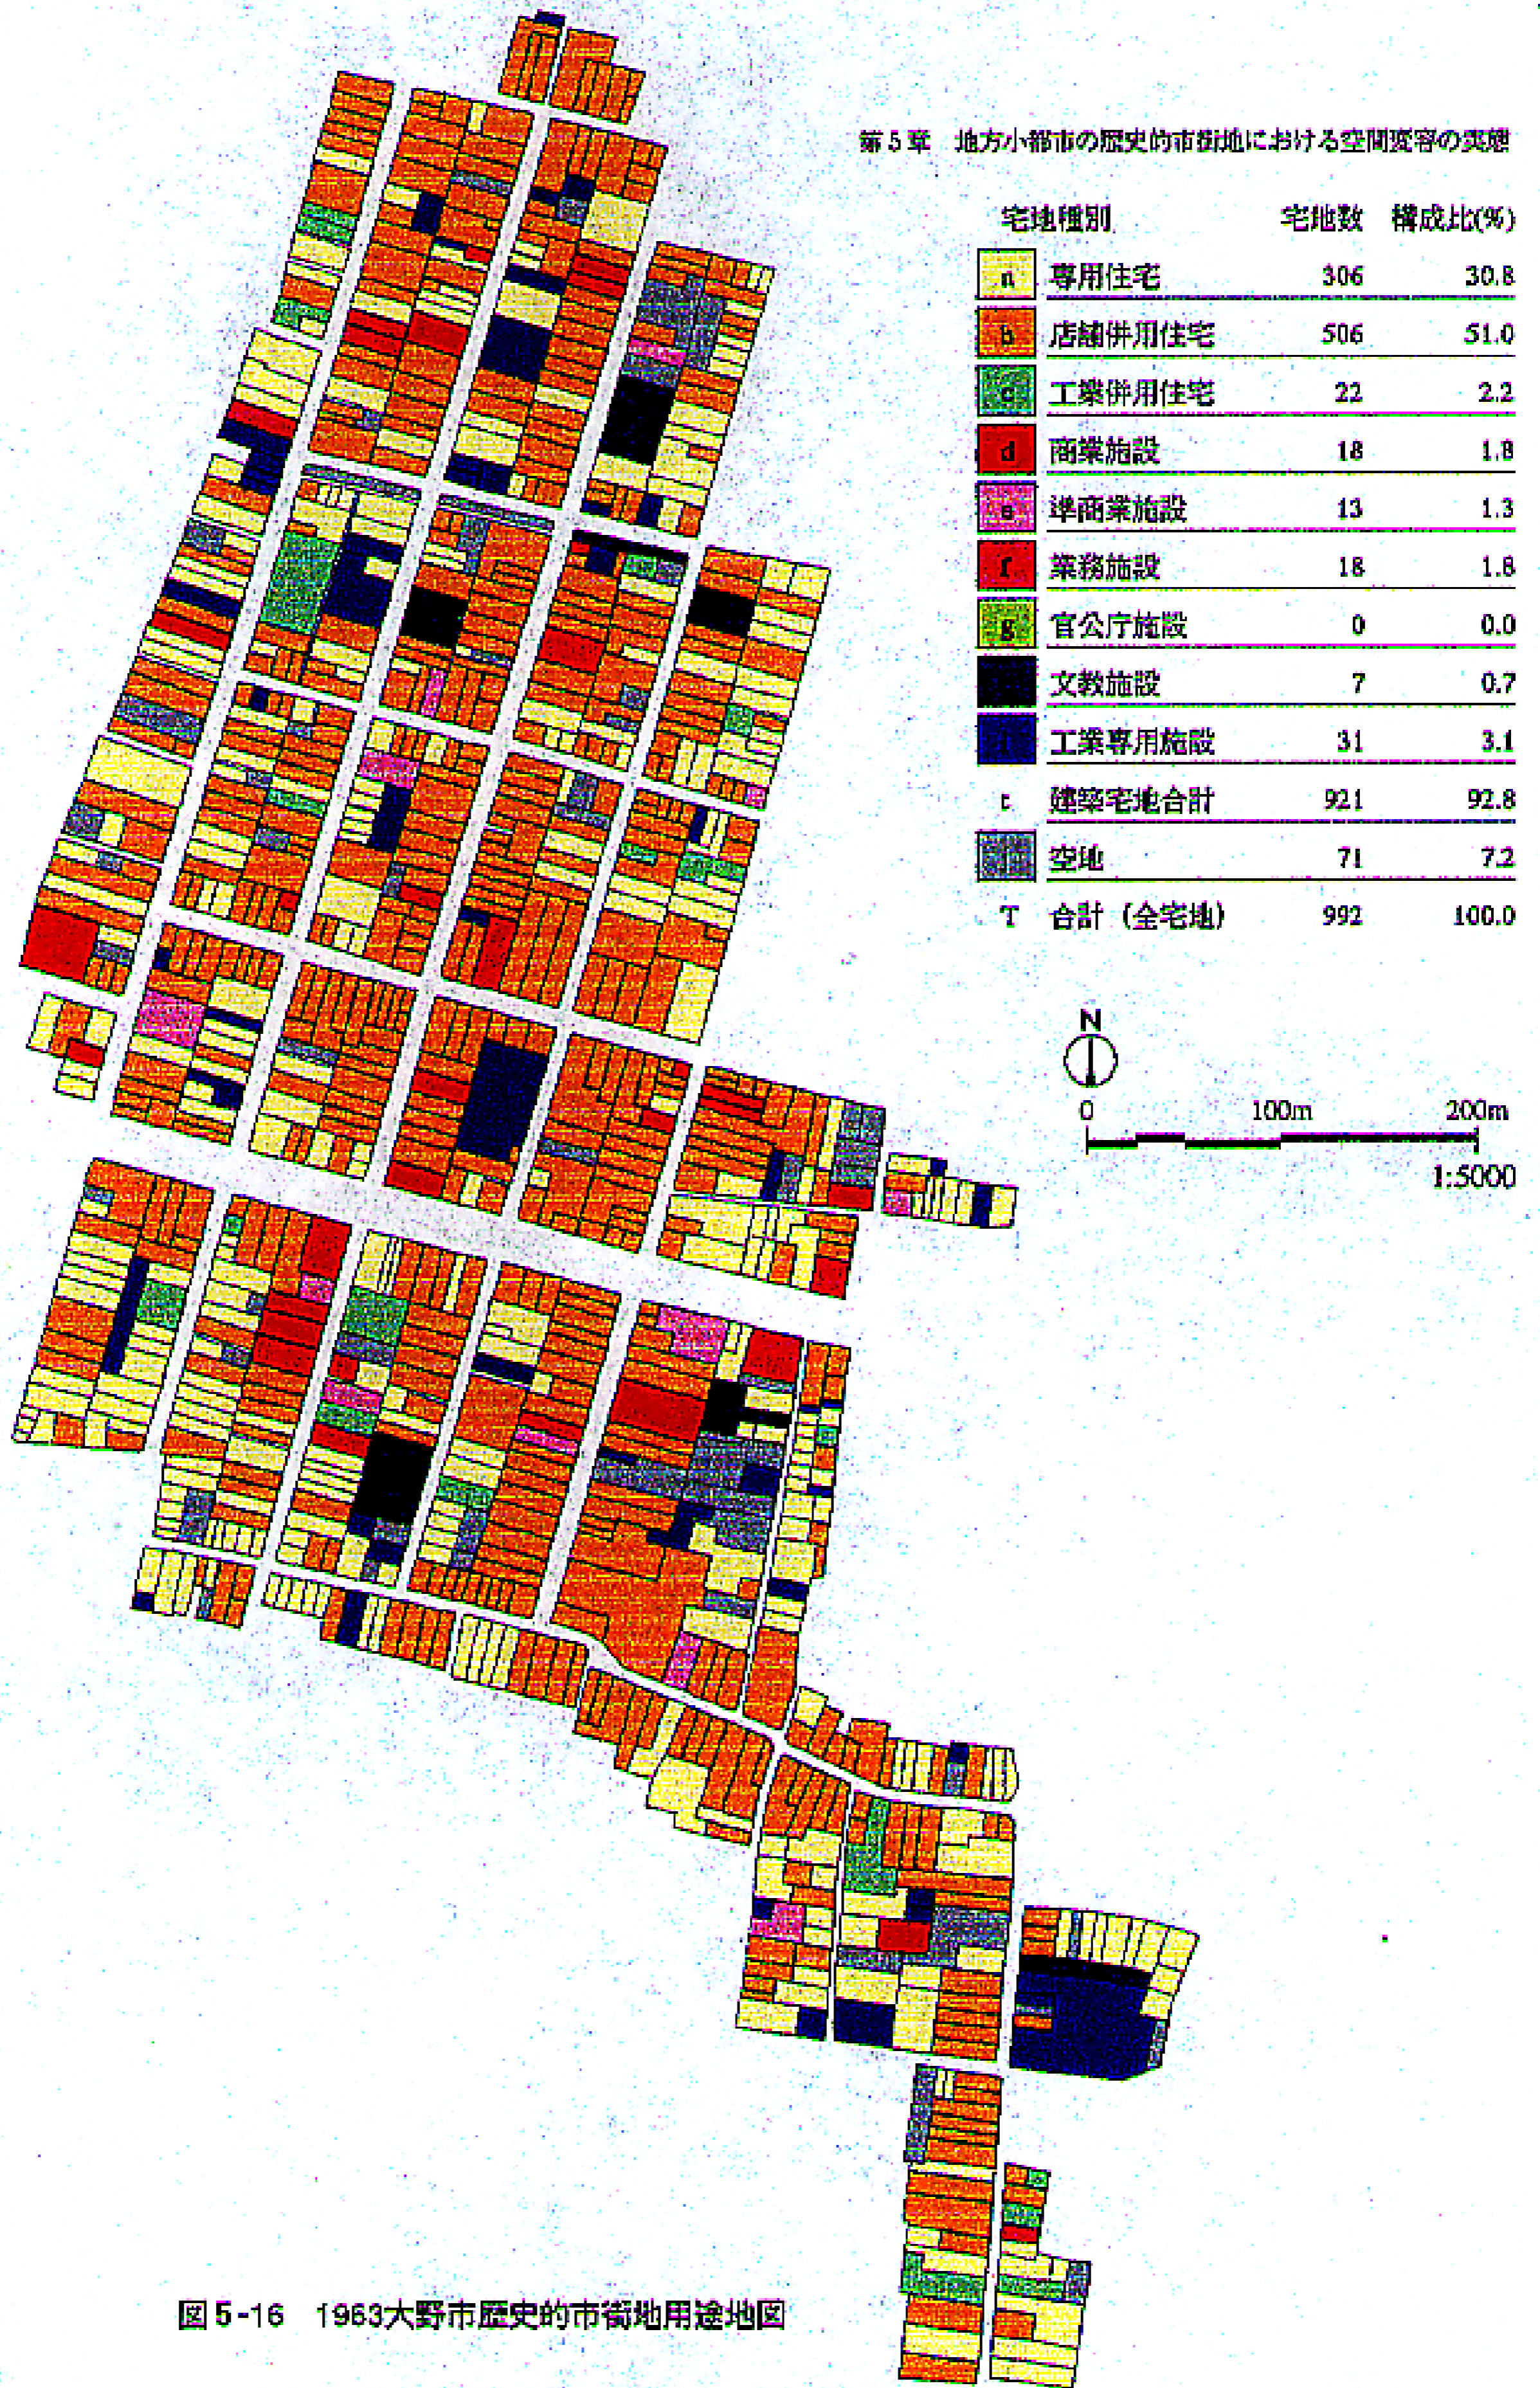 第5章 地方小都市の歴史的市街地における空間変容の実態
宅地種別 宅地数 構成比(%)
a 専用住宅 306 30.8
b 店舗併用住宅 506 51.0
c 工業併用住宅 22 2.2
d 商業施設 18 1.8
e 準商業施設 13 1.3
f 業務施設 18 1.8
g 官公庁施設 0 0.0
文教施設 7 0.7
工業専用施設 31 3.1
t 建築宅地合計 921 92.8
空地 71 7.2
T 合計（全宅地） 992 100.0
N
0 100m 200m
1:5000
図5-16 1963大野市歴史的市街地用途地図